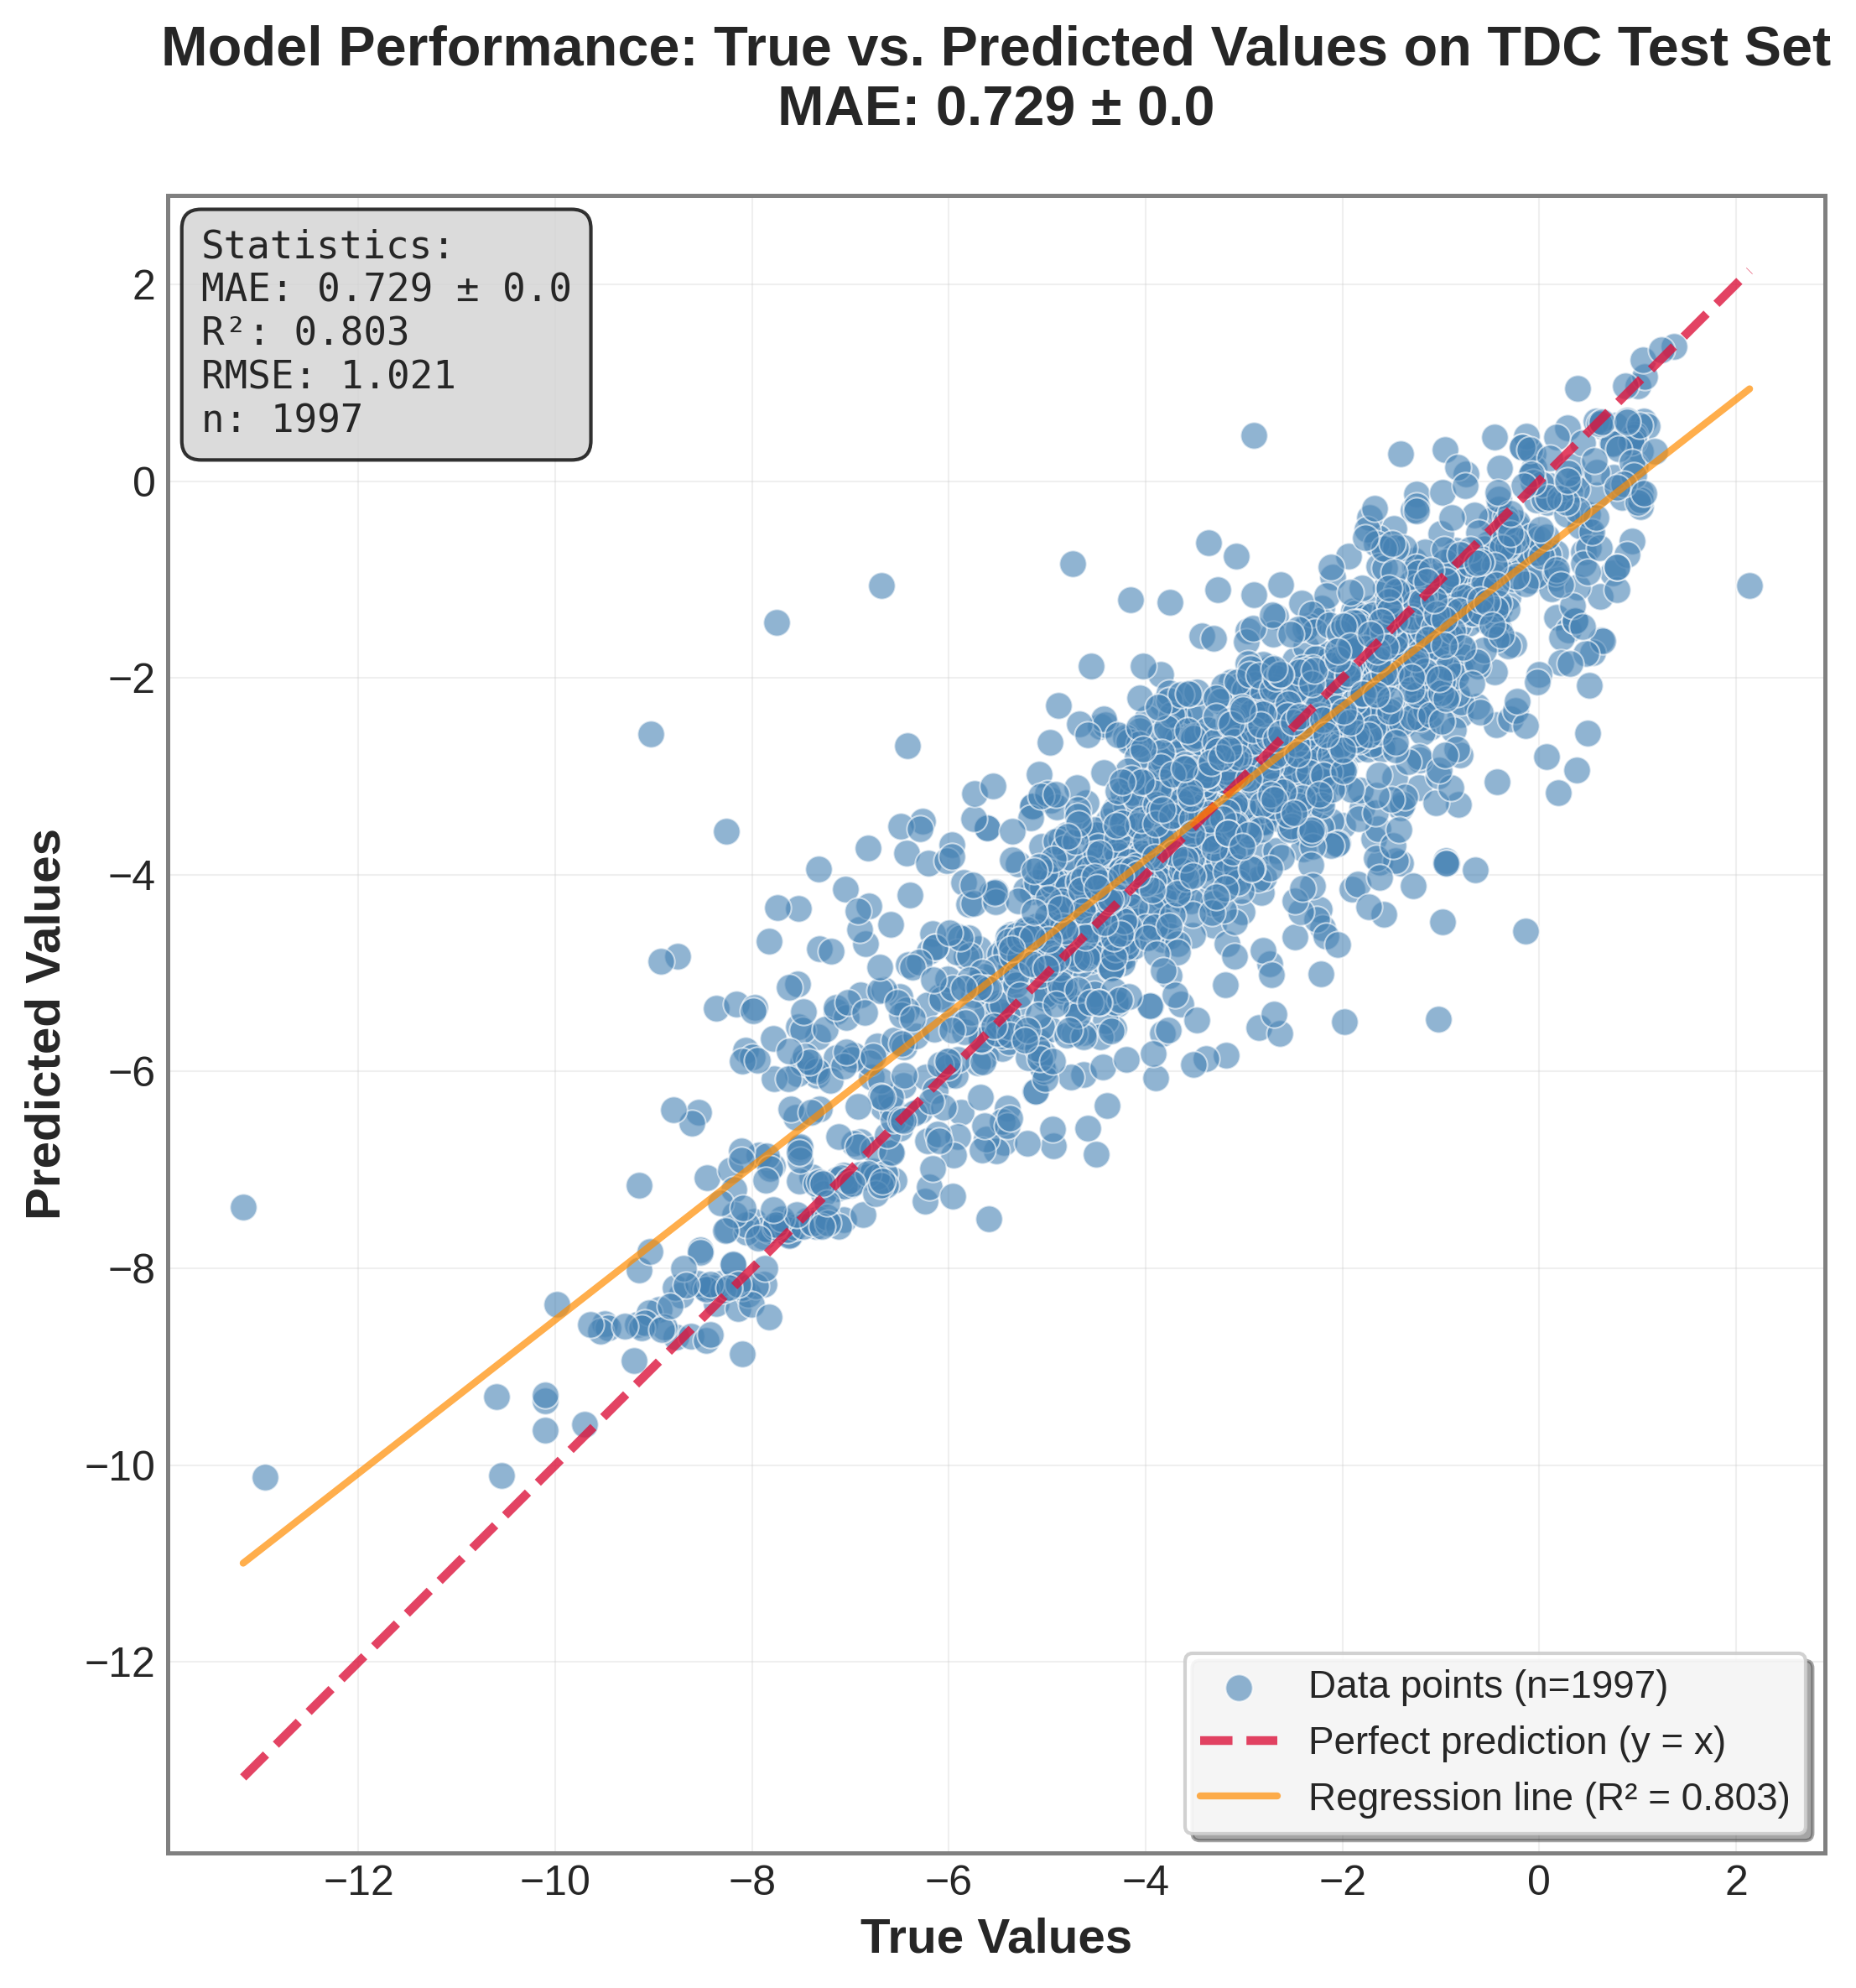 Model Performance: True vs. Predicted Values on TDC Test Set
MAE: 0.729 ± 0.0
Statistics:
MAE: 0.729 ± 0.0
R²: 0.803
RMSE: 1.021
n: 1997
2
0
−2
−4
−6
−8
−10
−12
Predicted Values
Data points (n=1997)
Perfect prediction (y = x)
Regression line (R² = 0.803)
−12
−10
−8
−6
−4
−2
0
2
True Values